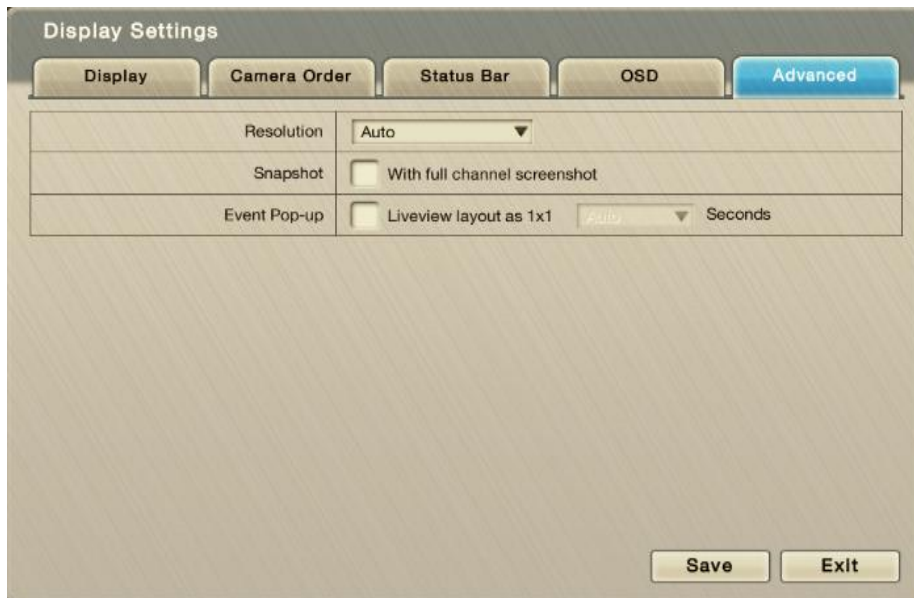 Display Settings
Display Camera Order Status Bar OSD Advanced
Resolution Auto
Snapshot With full channel screenshot
Event Pop-up Liveview layout as 1x1 Auto Seconds
Save Exit